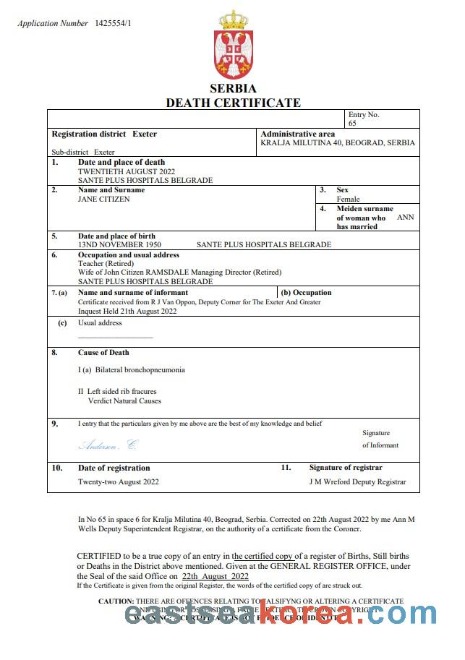 Application Number 1425554/1
SERBIA
DEATH CERTIFICATE
Entry No.
65
Registration district Exeter
Administrative area
KRALJA MILUTINA 40, BEOGRAD, SERBIA
Sub-district Exeter
1. Date and place of death
TWENTIETH AUGUST 2022
SANTE PLUS HOSPITALS BELGRADE
2. Name and Surname
JANE CITIZEN
3. Sex
Female
4. Meiden surname
of woman who
has married
ANN
5. Date and place of birth
13ND NOVEMBER 1950 SANTE PLUS HOSPITALS BELGRADE
6. Occupation and usual address
Teacher (Retired)
Wife of John Citizen RAMSDALE Managing Director (Retired)
SANTE PLUS HOSPITALS BELGRADE
7. (a) Name and surname of informant
(b) Occupation
Certificate received from R J Van Oppon, Deputy Corner for The Exeter And Greater
Inquest Held 21th August 2022
(c) Usual address
8. Cause of Death
I (a) Bilateral bronchopneumonia
II Left sided rib fracures
Verdict Natural Causes
9. I entry that the particulars given by me above are the best of my knowledge and belief
Anderson C.
Signature
of Informant
10. Date of registration
11. Signature of registrar
Twenty-two August 2022
J M Wreford Deputy Registrar
In No 65 in space 6 for Kralja Milutina 40, Beograd, Serbia. Corrected on 22th August 2022 by me Ann M
Wells Deputy Superintendent Registrar, on the authority of a certificate from the Coroner.
CERTIFIED to be a true copy of an entry in the certified copy of a register of Births, Still births
or Deaths in the District above mentioned. Given at the GENERAL REGISTER OFFICE, under
the Seal of the said Office on 22th August 2022
If the Certificate is given from the original Register, the words of the certified copy are struck out.
CAUTION: THERE ARE OFFENCES RELATING TO FALSIFYING OR ALTERING A CERTIFICATE
eastseakorea.com